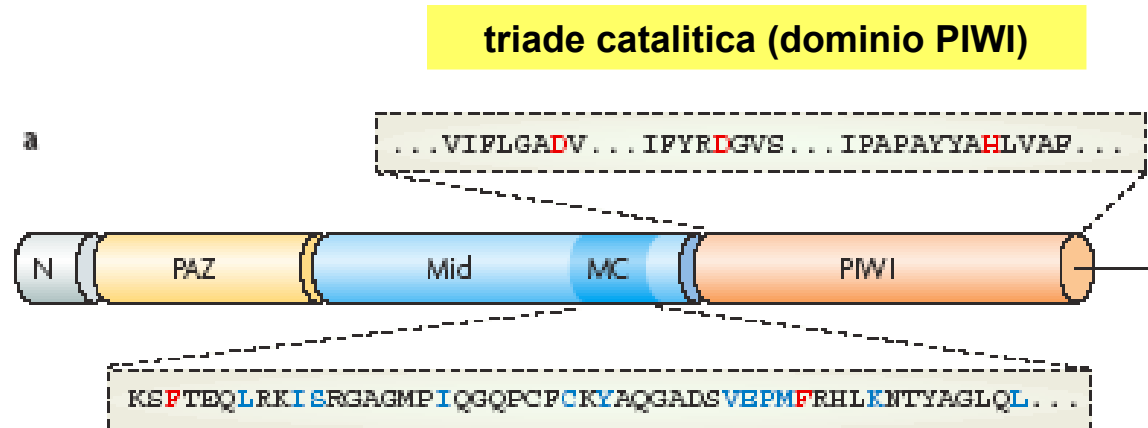 triade catalitica (dominio PIWI)
a
...VIFLGADV...IFYRDGVS...IPAPAYYAHLVAF...
N PAZ Mid MC PIWI
KSFTEQLRKISRGAGMPIQGQPCFCKYAQGADSVEPMFRHLKNTYAGLQL...